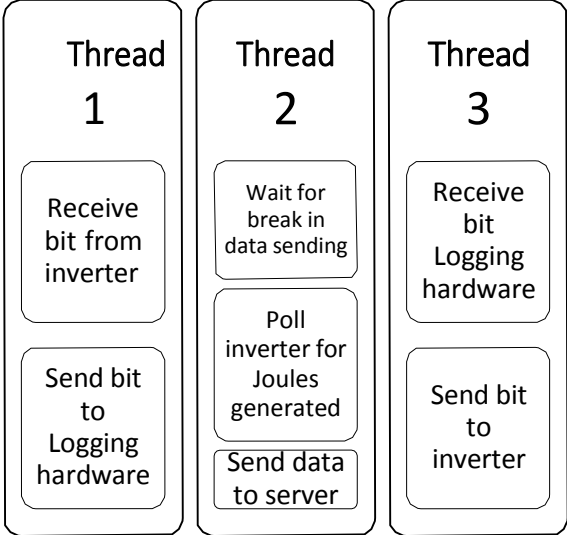 Thread
1
Receive
bit from
inverter
Send bit
to
Logging
hardware
Thread
2
Wait for
break in
data sending
Poll
inverter for
Joules
generated
Send data
to server
Thread
3
Receive
bit
Logging
hardware
Send bit
to
inverter